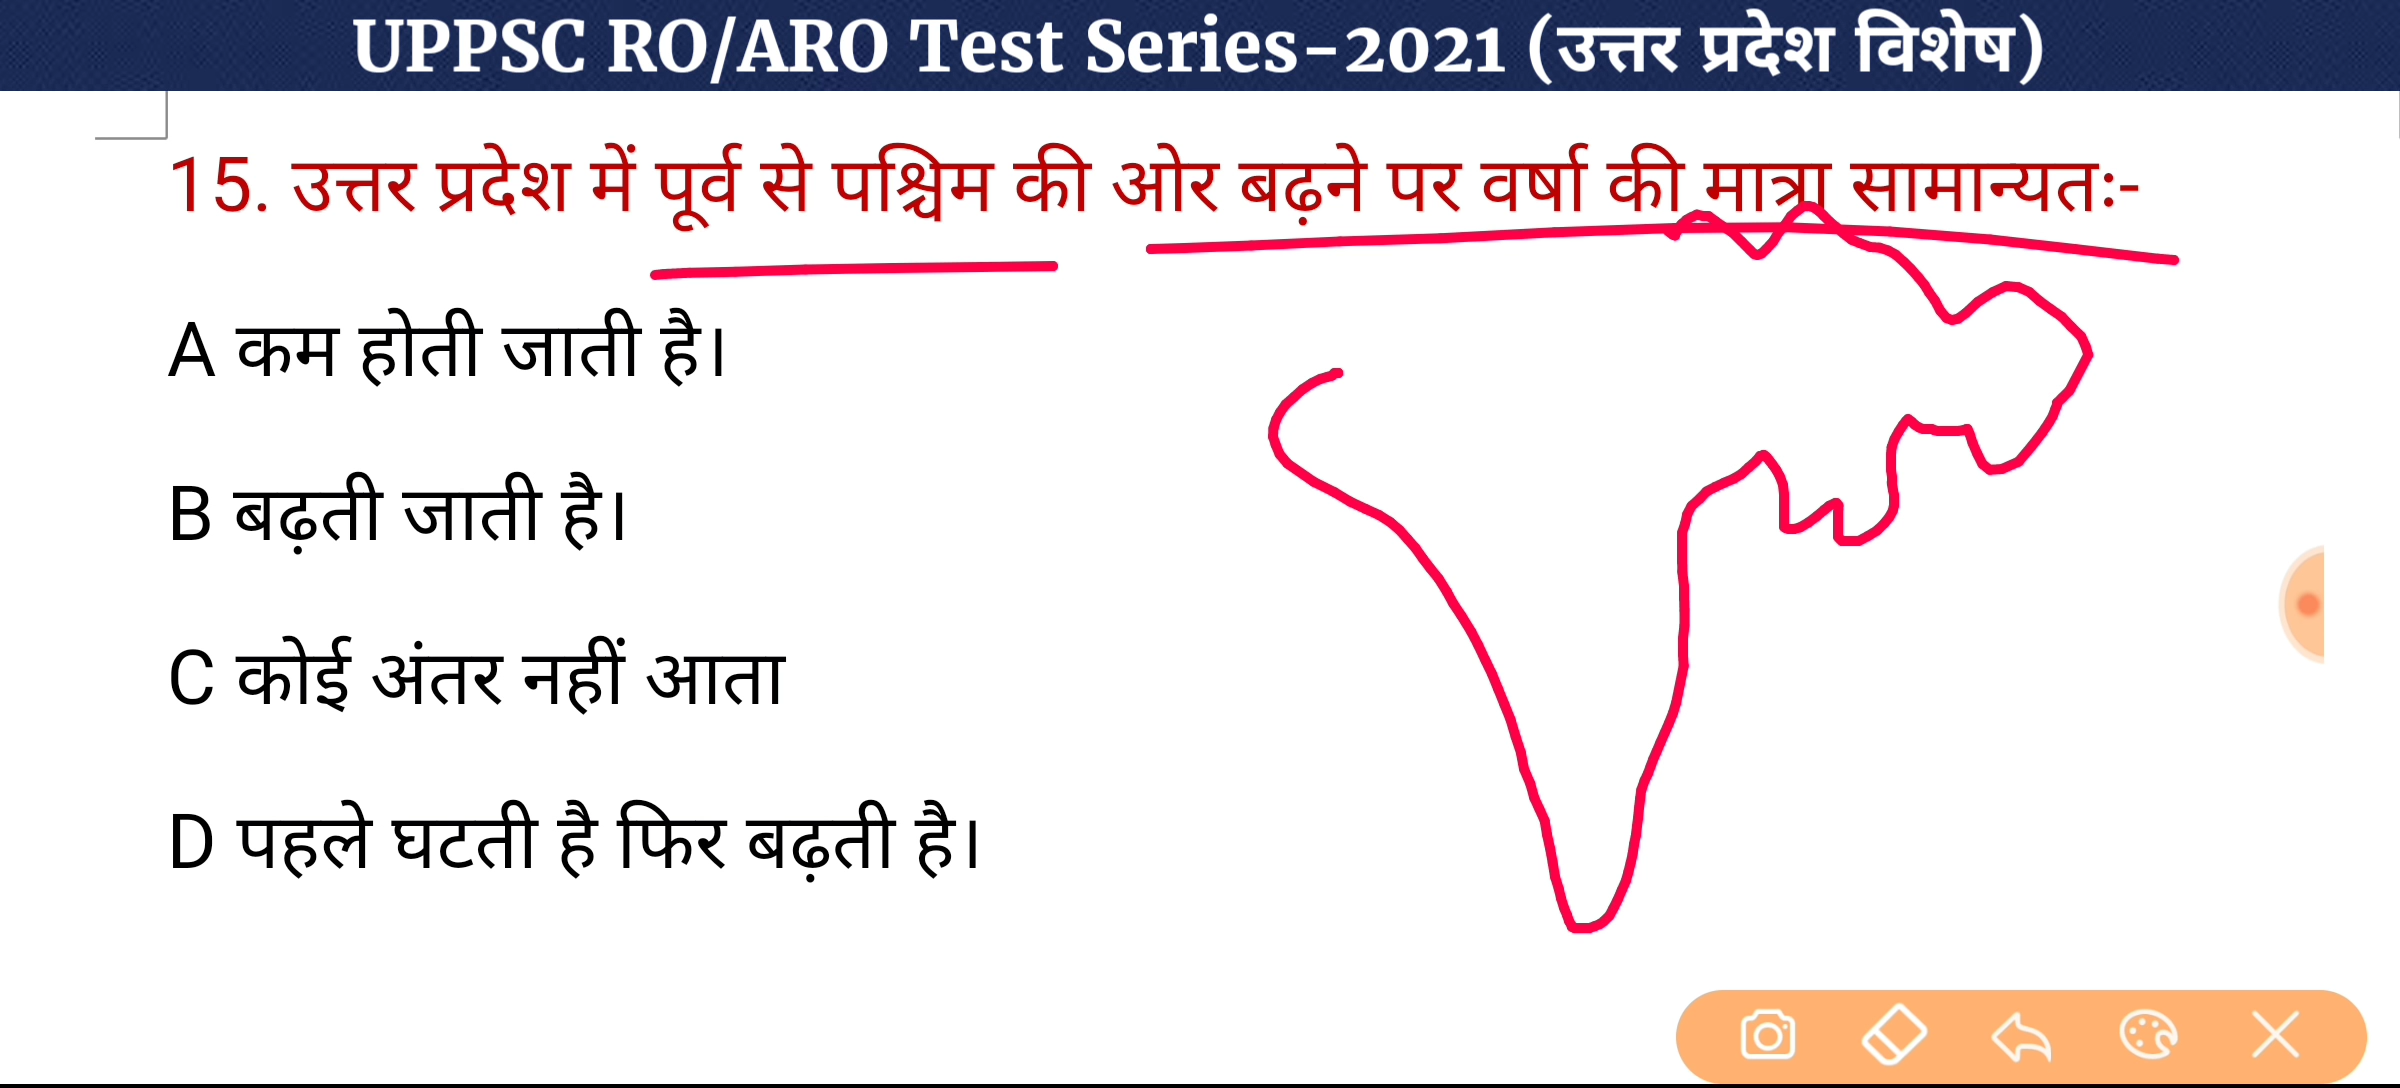 UPPSC RO/ARO Test Series-2021 (उत्तर प्रदेश विशेष)
15. उत्तर प्रदेश में पूर्व से पश्चिम की ओर बढ़ने पर वर्षा की मात्रा सामान्यतः-
A कम होती जाती है।
B बढ़ती जाती है।
C कोई अंतर नहीं आता
D पहले घटती है फिर बढ़ती है।